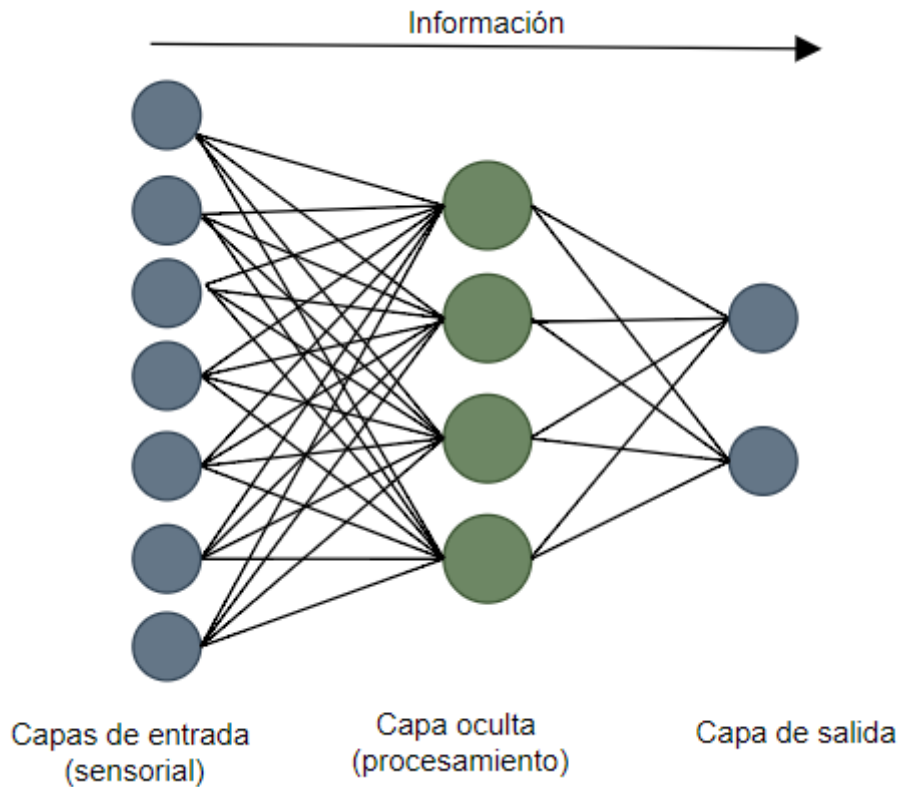 Información
Capas de entrada
(sensorial)
Capa oculta
(procesamiento)
Capa de salida